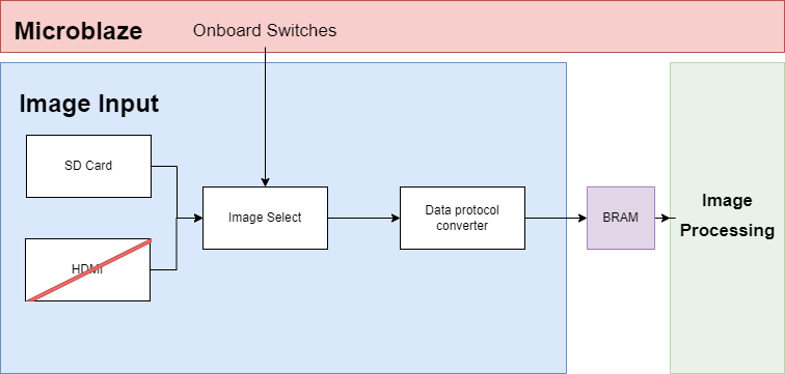 Microblaze
Onboard Switches
Image Input
SD Card
HDMI
Image Select
Data protocol
converter
BRAM
Image
Processing